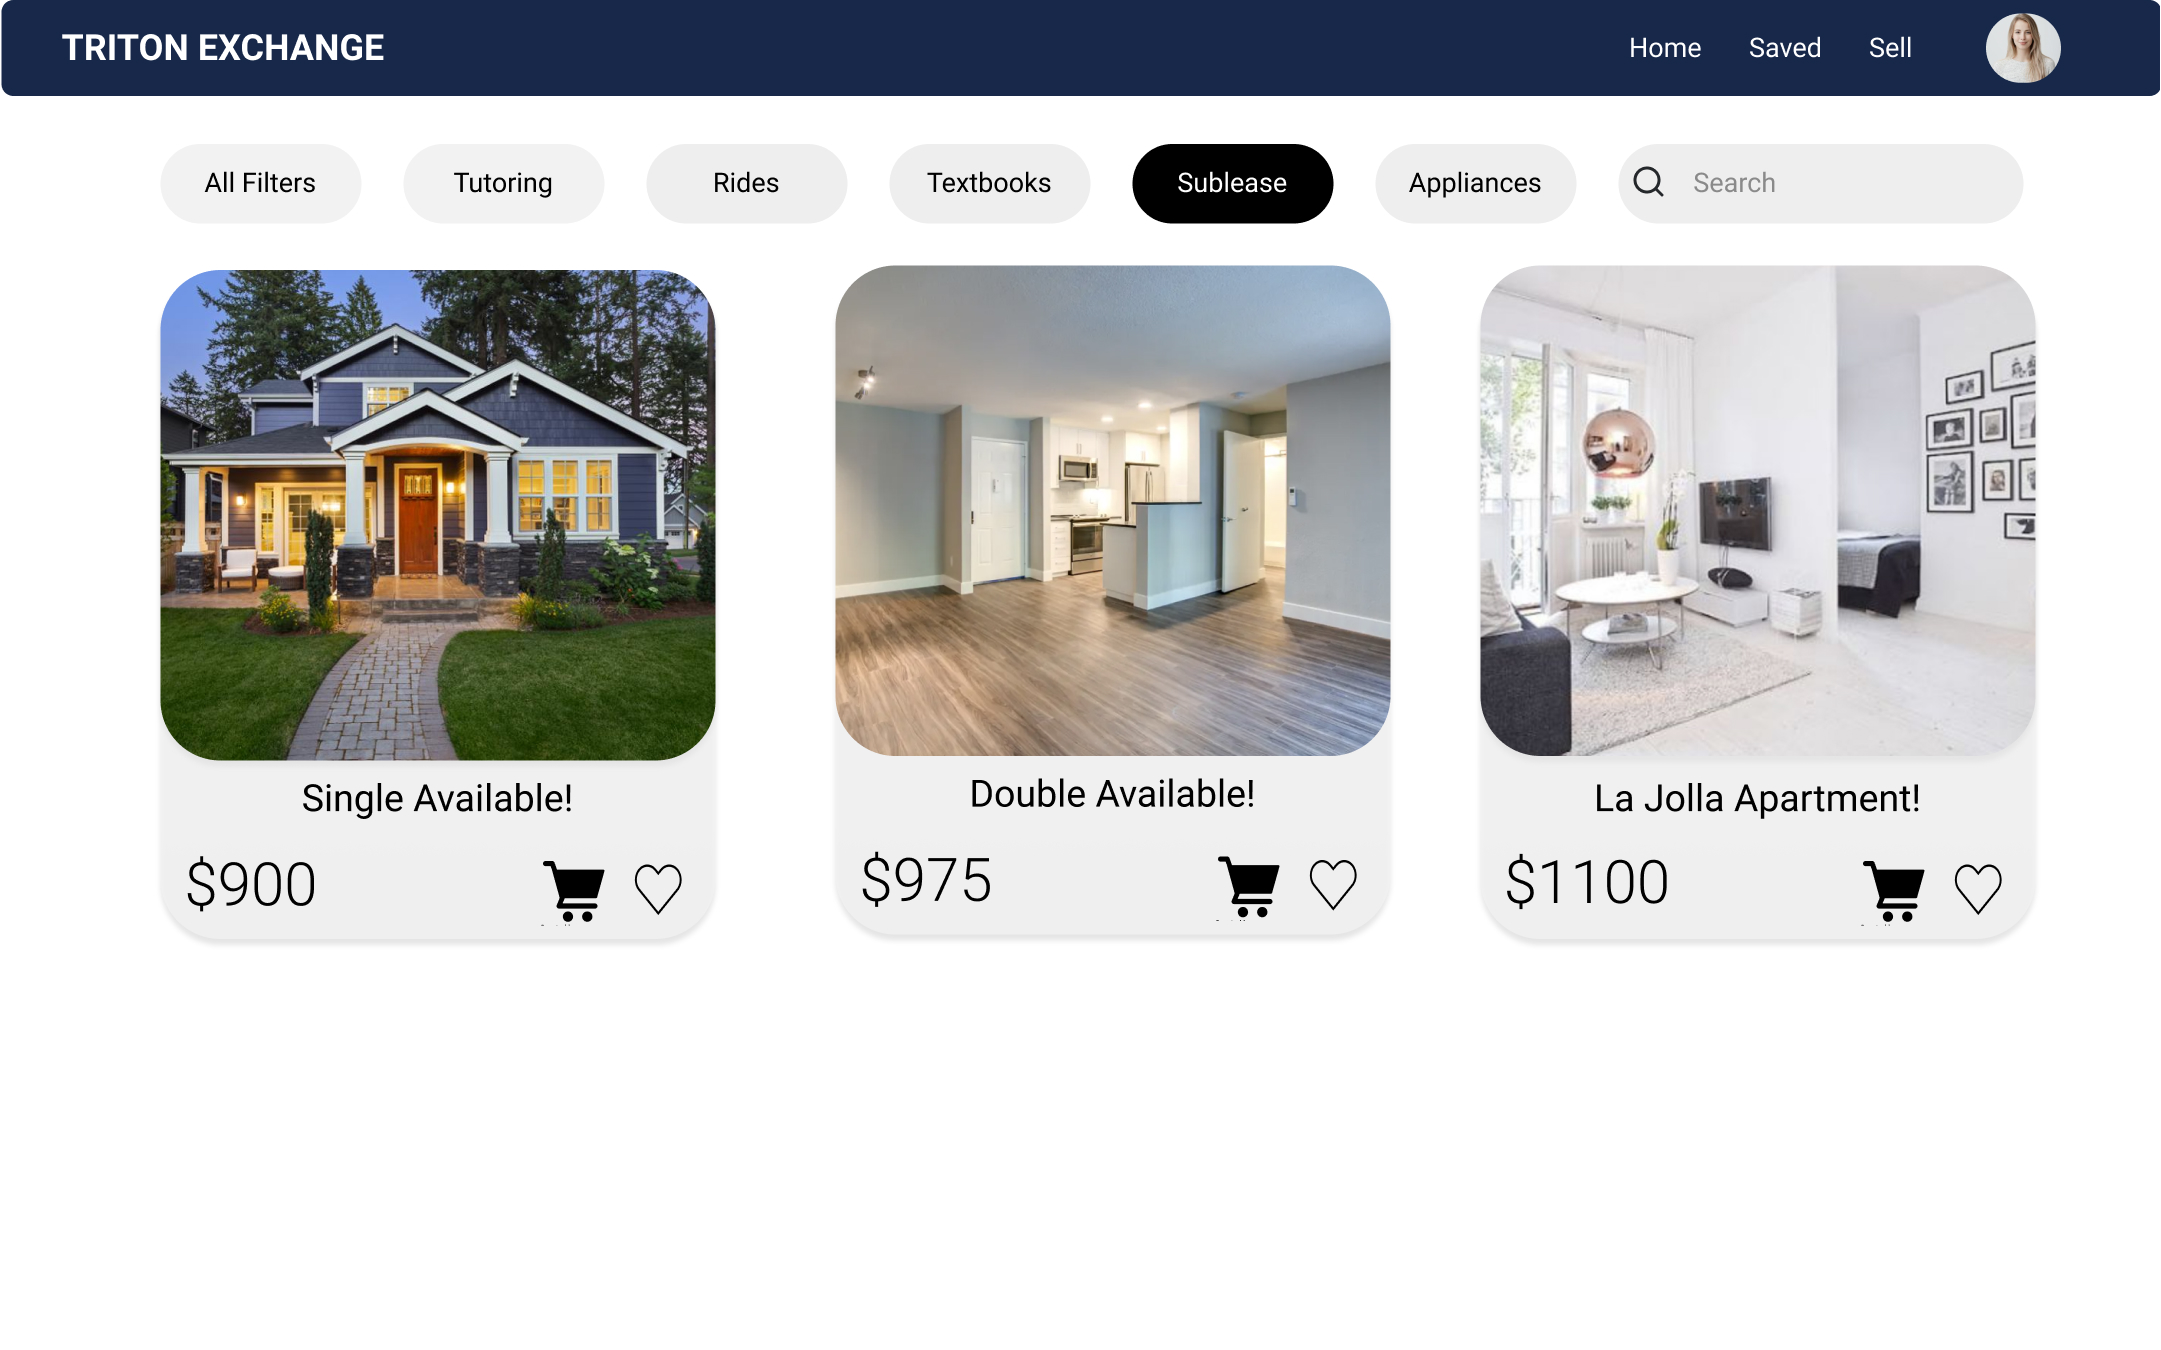 TRITON EXCHANGE
Home
Saved
Sell
All Filters
Tutoring
Rides
Textbooks
Sublease
Appliances
Search
Single Available!
Double Available!
La Jolla Apartment!
$900
$975
$1100